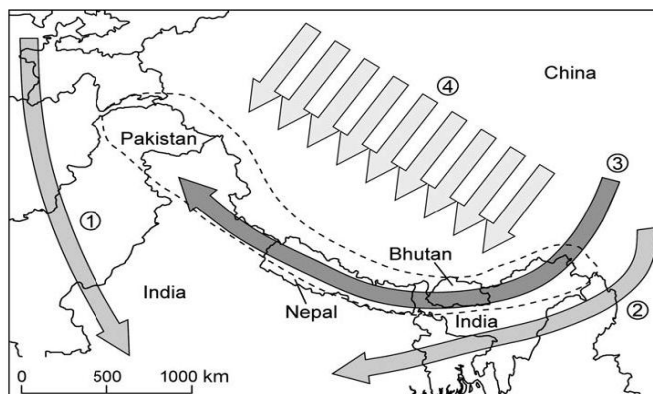 ④
China
Pakistan
③
①
Bhutan
India
Nepal
India
②
0 500 1000 km